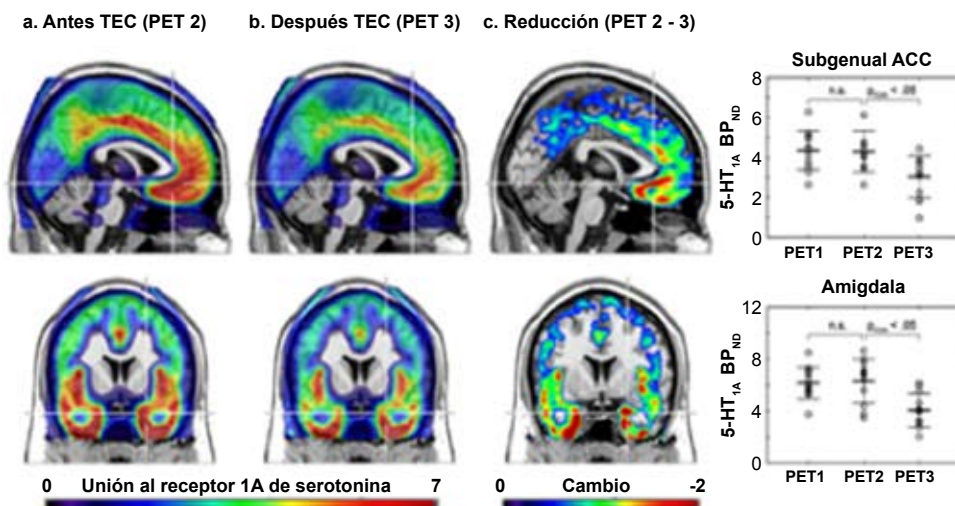 a. Antes TEC (PET 2)
b. Después TEC (PET 3)
c. Reducción (PET 2 - 3)
Subgenual ACC
8
6
4
2
0
5-HT1A BPND
n.s.
< .05
PET1 PET2 PET3
Amigdala
12
8
4
0
5-HT1A BPND
n.s.
< .05
PET1 PET2 PET3
0 Unión al receptor 1A de serotonina 7
0 Cambio -2